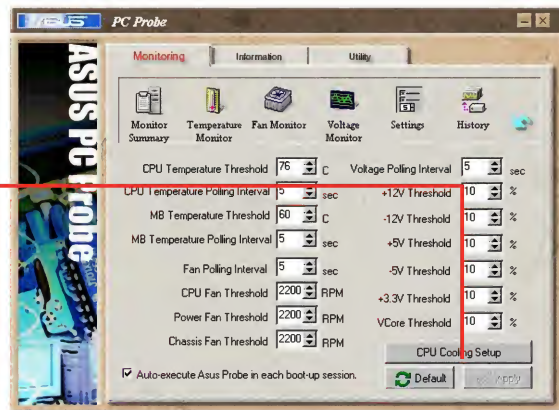 ASUS
PC Probe
ASUS PC Probe
Monitoring
Information
Utility
Monitor Summary
Temperature Monitor
Fan Monitor
Voltage Monitor
Settings
History
CPU Temperature Threshold 76 C
CPU Temperature Polling Interval 5 sec
MB Temperature Threshold 60 C
MB Temperature Polling Interval 5 sec
Fan Polling Interval 5 sec
CPU Fan Threshold 2200 RPM
Power Fan Threshold 2200 RPM
Chassis Fan Threshold 2200 RPM
Voltage Polling Interval 5 sec
+12V Threshold 10 %
-12V Threshold 10 %
+5V Threshold 10 %
-5V Threshold 10 %
+3.3V Threshold 10 %
VCore Threshold 10 %
CPU Cooling Setup
Auto-execute Asus Probe in each boot-up session.
Default
Apply